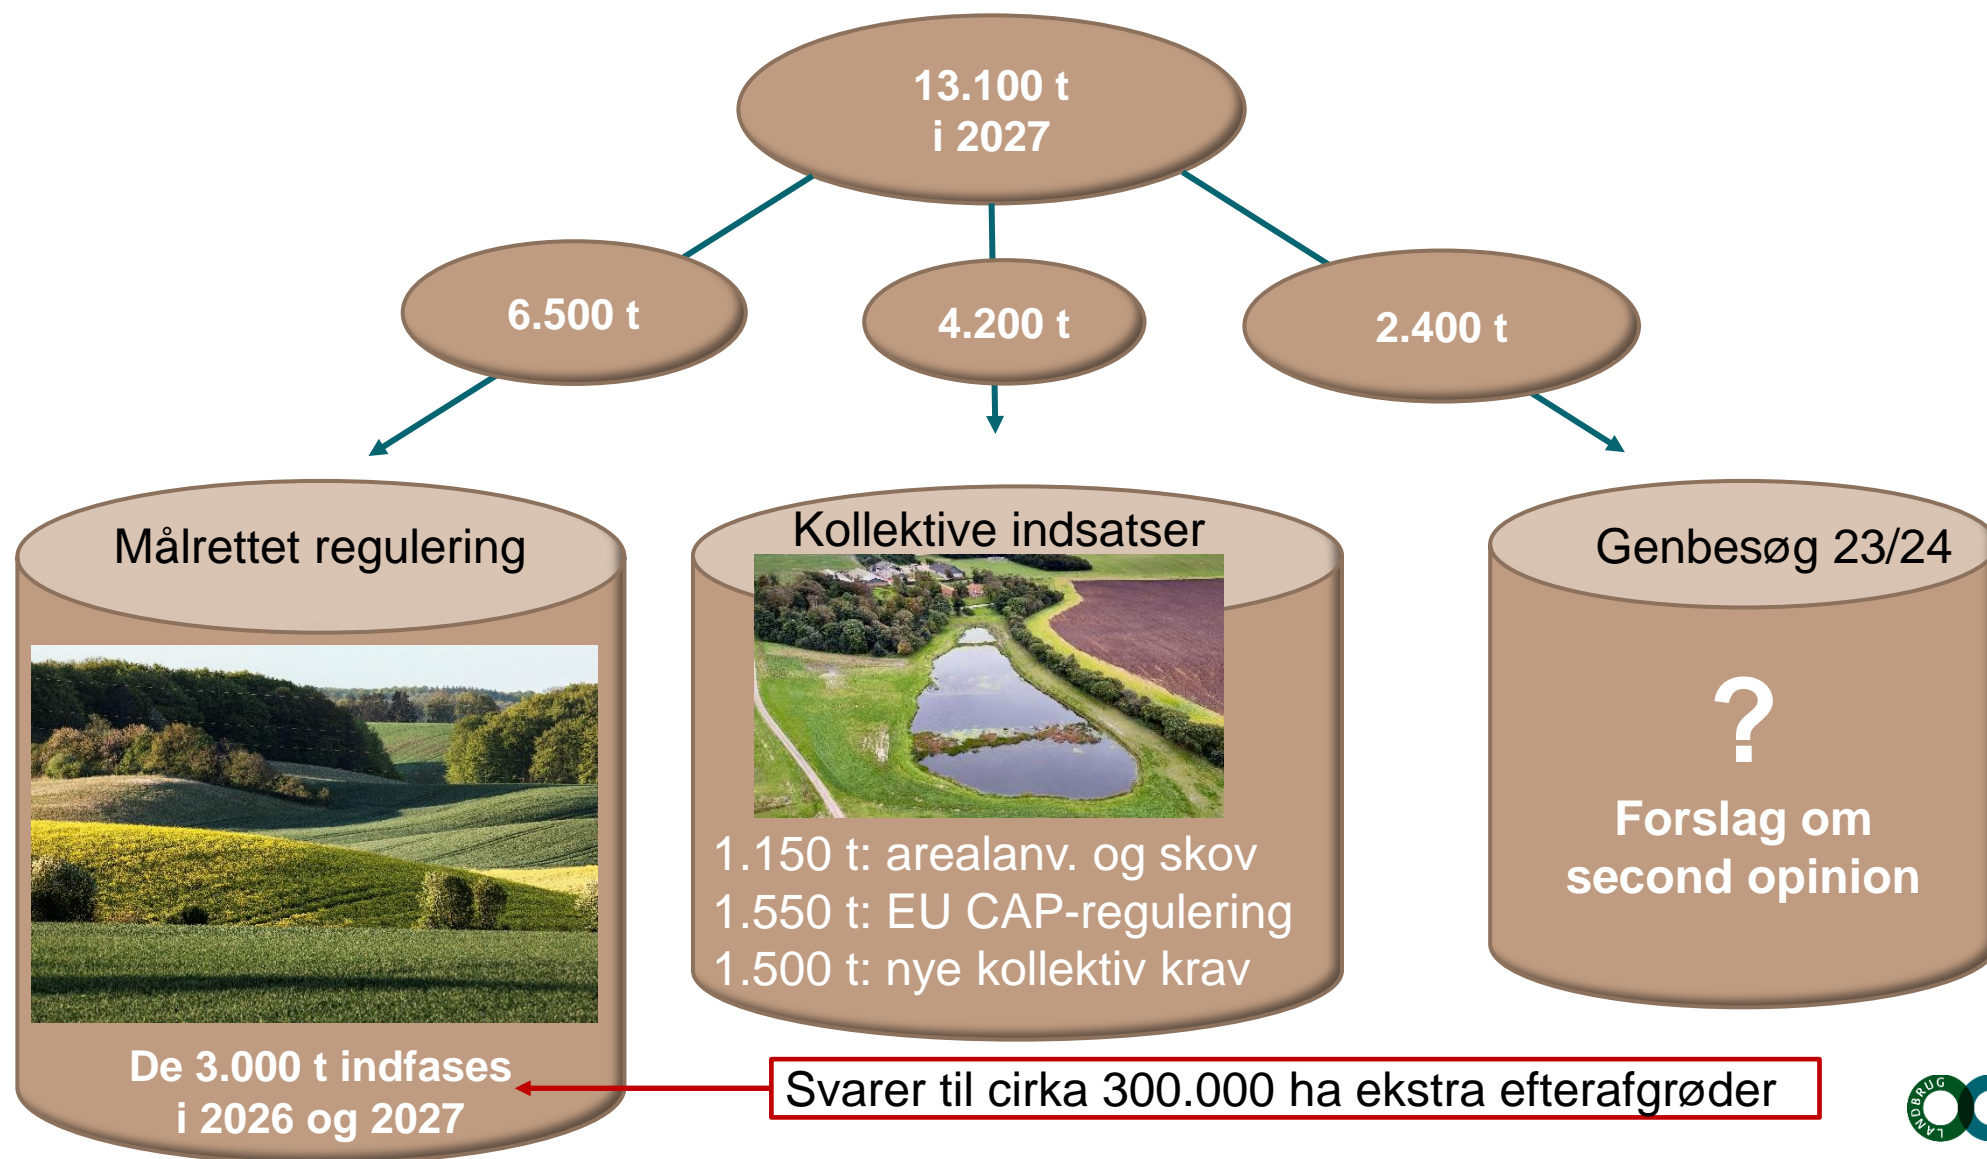 13.100 t
i 2027
6.500 t
4.200 t
2.400 t
Målrettet regulering
De 3.000 t indfases
i 2026 og 2027
Kollektive indsatser
1.150 t: arealanv. og skov
1.550 t: EU CAP-regulering
1.500 t: nye kollektiv krav
Genbesøg 23/24
?
Forslag om
second opinion
Svarer til cirka 300.000 ha ekstra efterafgrøder
LANDBRUG